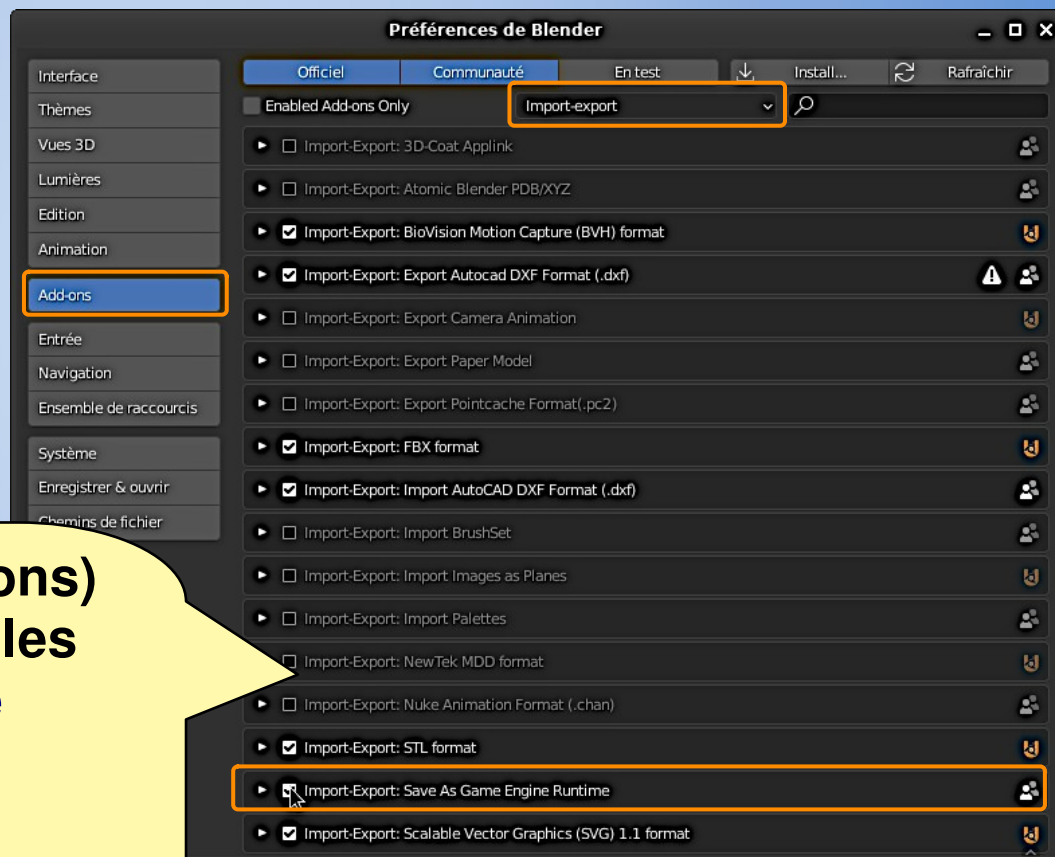 Préférences de Blender
Interface
Thèmes
Vues 3D
Lumières
Edition
Animation
Add-ons
Entrée
Navigation
Ensemble de raccourcis
Système
Enregistrer & ouvrir
Chemins de fichier
Officiel Communauté En test Install... Rafraîchir
Enabled Add-ons Only Import-export
Import-Export: 3D-Coat Applink
Import-Export: Atomic Blender PDB/XYZ
Import-Export: BioVision Motion Capture (BVH) format
Import-Export: Export Autocad DXF Format (.dxf)
Import-Export: Export Camera Animation
Import-Export: Export Paper Model
Import-Export: Export Pointcache Format(.pc2)
Import-Export: FBX format
Import-Export: Import AutoCAD DXF Format (.dxf)
Import-Export: Import BrushSet
Import-Export: Import Images as Planes
Import-Export: Import Palettes
Import-Export: NewTek MDD format
Import-Export: Nuke Animation Format (.chan)
Import-Export: STL format
Import-Export: Save As Game Engine Runtime
Import-Export: Scalable Vector Graphics (SVG) 1.1 format
ons)
les